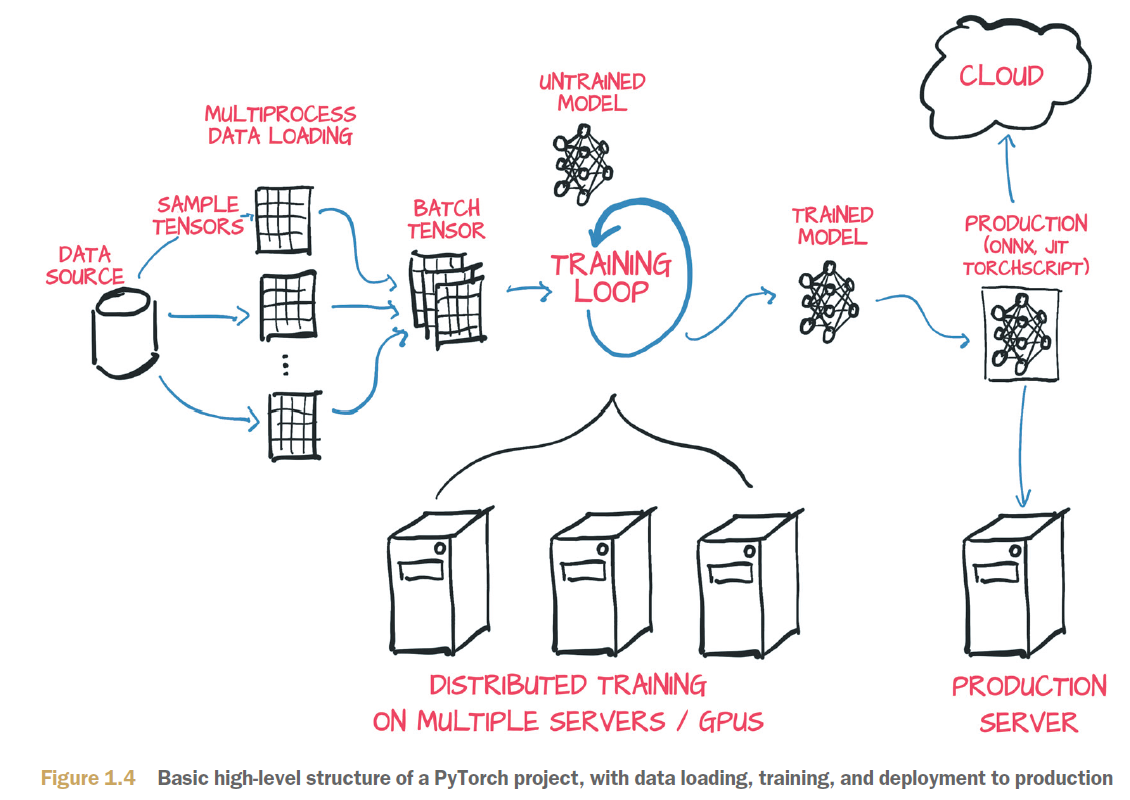 CLOUD
UNTRAINED
MODEL
MULTIPROCESS
DATA LOADING
SAMPLE
TENSORS
BATCH
TENSOR
TRAINED
MODEL
PRODUCTION
(ONNX, JIT
TORCHSCRIPT)
DATA
SOURCE
TRAINING
LOOP
DISTRIBUTED TRAINING
ON MULTIPLE SERVERS / GPUS
PRODUCTION
SERVER
Figure 1.4 Basic high-level structure of a PyTorch project, with data loading, training, and deployment to production